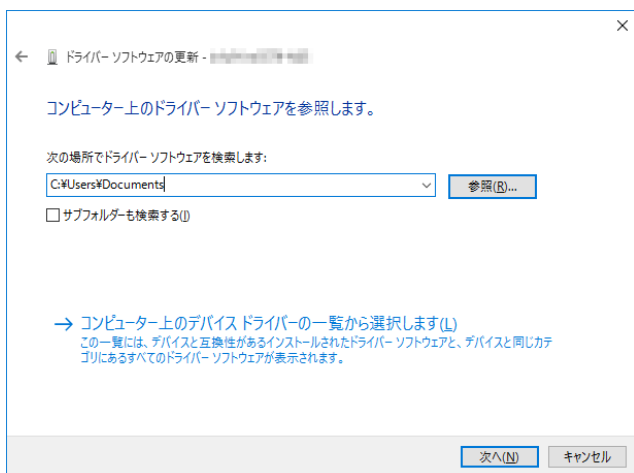 ドライバー ソフトウェアの更新 -
コンピューター上のドライバー ソフトウェアを参照します。
次の場所でドライバー ソフトウェアを検索します:
C:¥Users¥Documents
参照(R)...
サブフォルダーも検索する(I)
コンピューター上のデバイス ドライバーの一覧から選択します(L)
この一覧には、デバイスと互換性があるインストールされたドライバー ソフトウェアと、デバイスと同じカテ
ゴリにあるすべてのドライバー ソフトウェアが表示されます。
次へ(N)
キャンセル